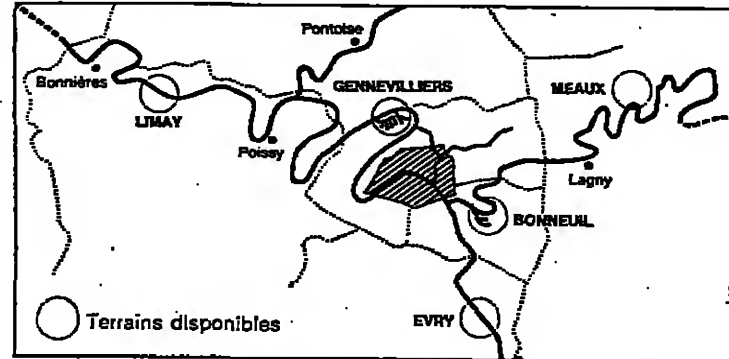 Pontoise
Bonnières
GENNEVILLIERS
MEAUX
LIMAY
Poissy
Lagny
BONNEUIL
EVRY
Terrains disponibles